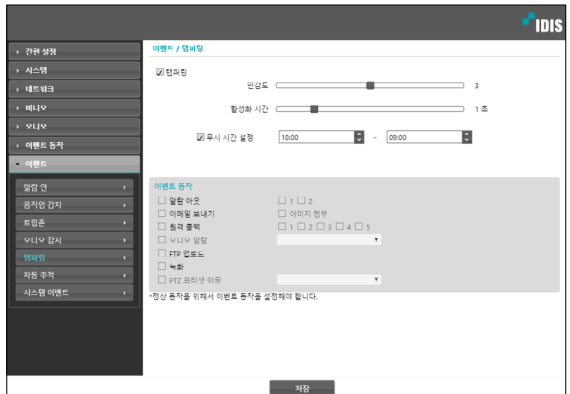 IDIS
간편 설정
시스템
네트워크
비디오
오디오
이벤트 동작
이벤트
알람 인
움직임 감지
트립존
오디오 감지
탬퍼링
자동 추적
시스템 이벤트
이벤트 / 탬퍼링
탬퍼링
민감도 3
활성화 시간 1 초
무시 시간 설정 18:00 - 09:00
이벤트 동작
알람 아웃 1 2
이메일 보내기 이미지 첨부
원격 콜백 1 2 3 4 5
오디오 알람
FTP 업로드
녹화
PTZ 프리셋 이동
*정상 동작을 위해서 이벤트 동작을 설정해야 합니다.
저장